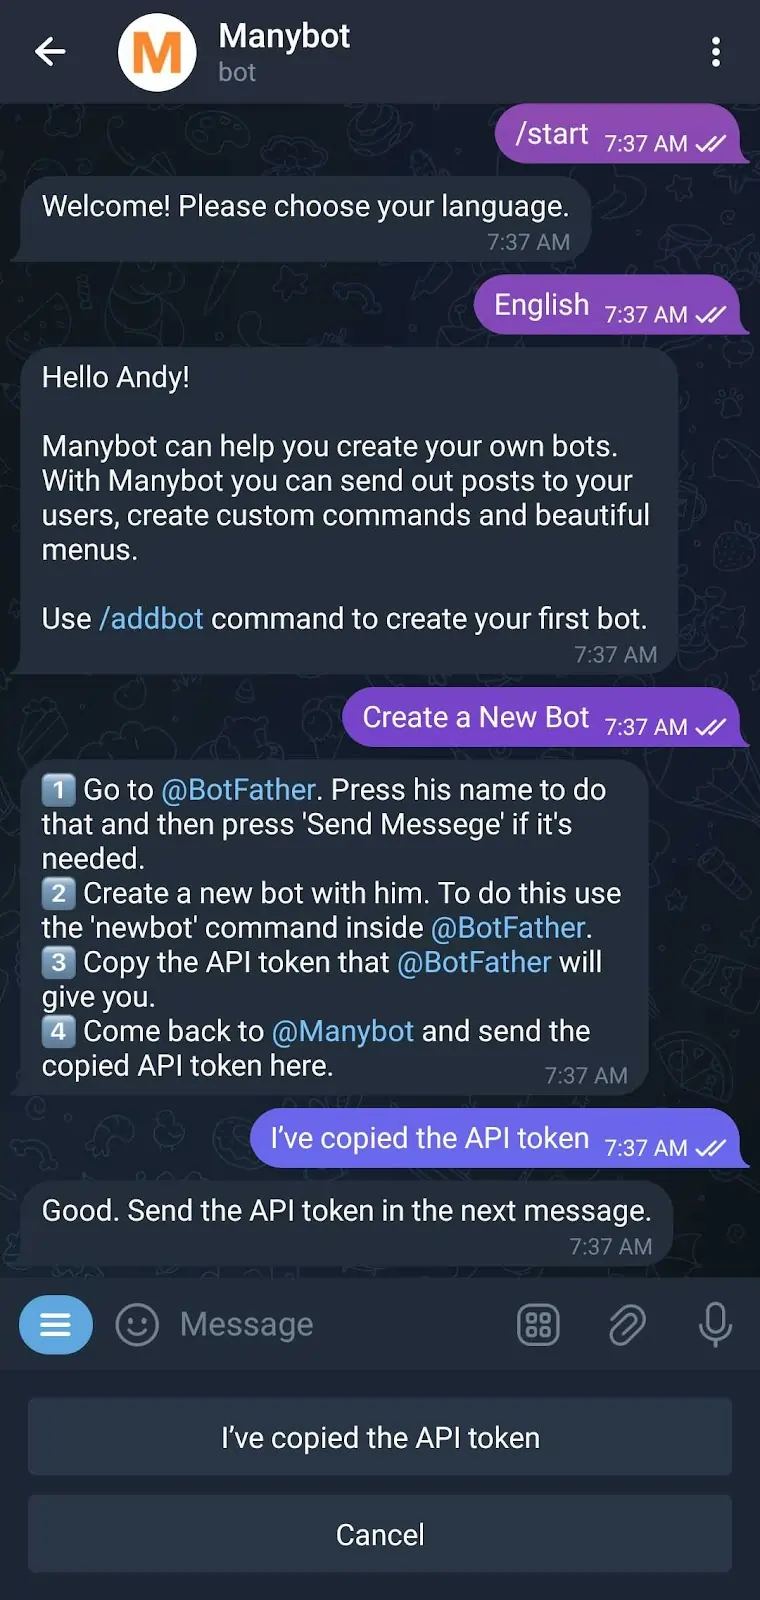 M
Manybot
bot
/start 7:37 AM
Welcome! Please choose your language.
7:37 AM
English 7:37 AM
Hello Andy!
Manybot can help you create your own bots.
With Manybot you can send out posts to your
users, create custom commands and beautiful
menus.
Use /addbot command to create your first bot.
7:37 AM
Create a New Bot 7:37 AM
1 Go to @BotFather. Press his name to do
that and then press 'Send Messege' if it's
needed.
2 Create a new bot with him. To do this use
the 'newbot' command inside @BotFather.
3 Copy the API token that @BotFather will
give you.
4 Come back to @Manybot and send the
copied API token here. 7:37 AM
I've copied the API token 7:37 AM
Good. Send the API token in the next message.
7:37 AM
Message
I've copied the API token
Cancel